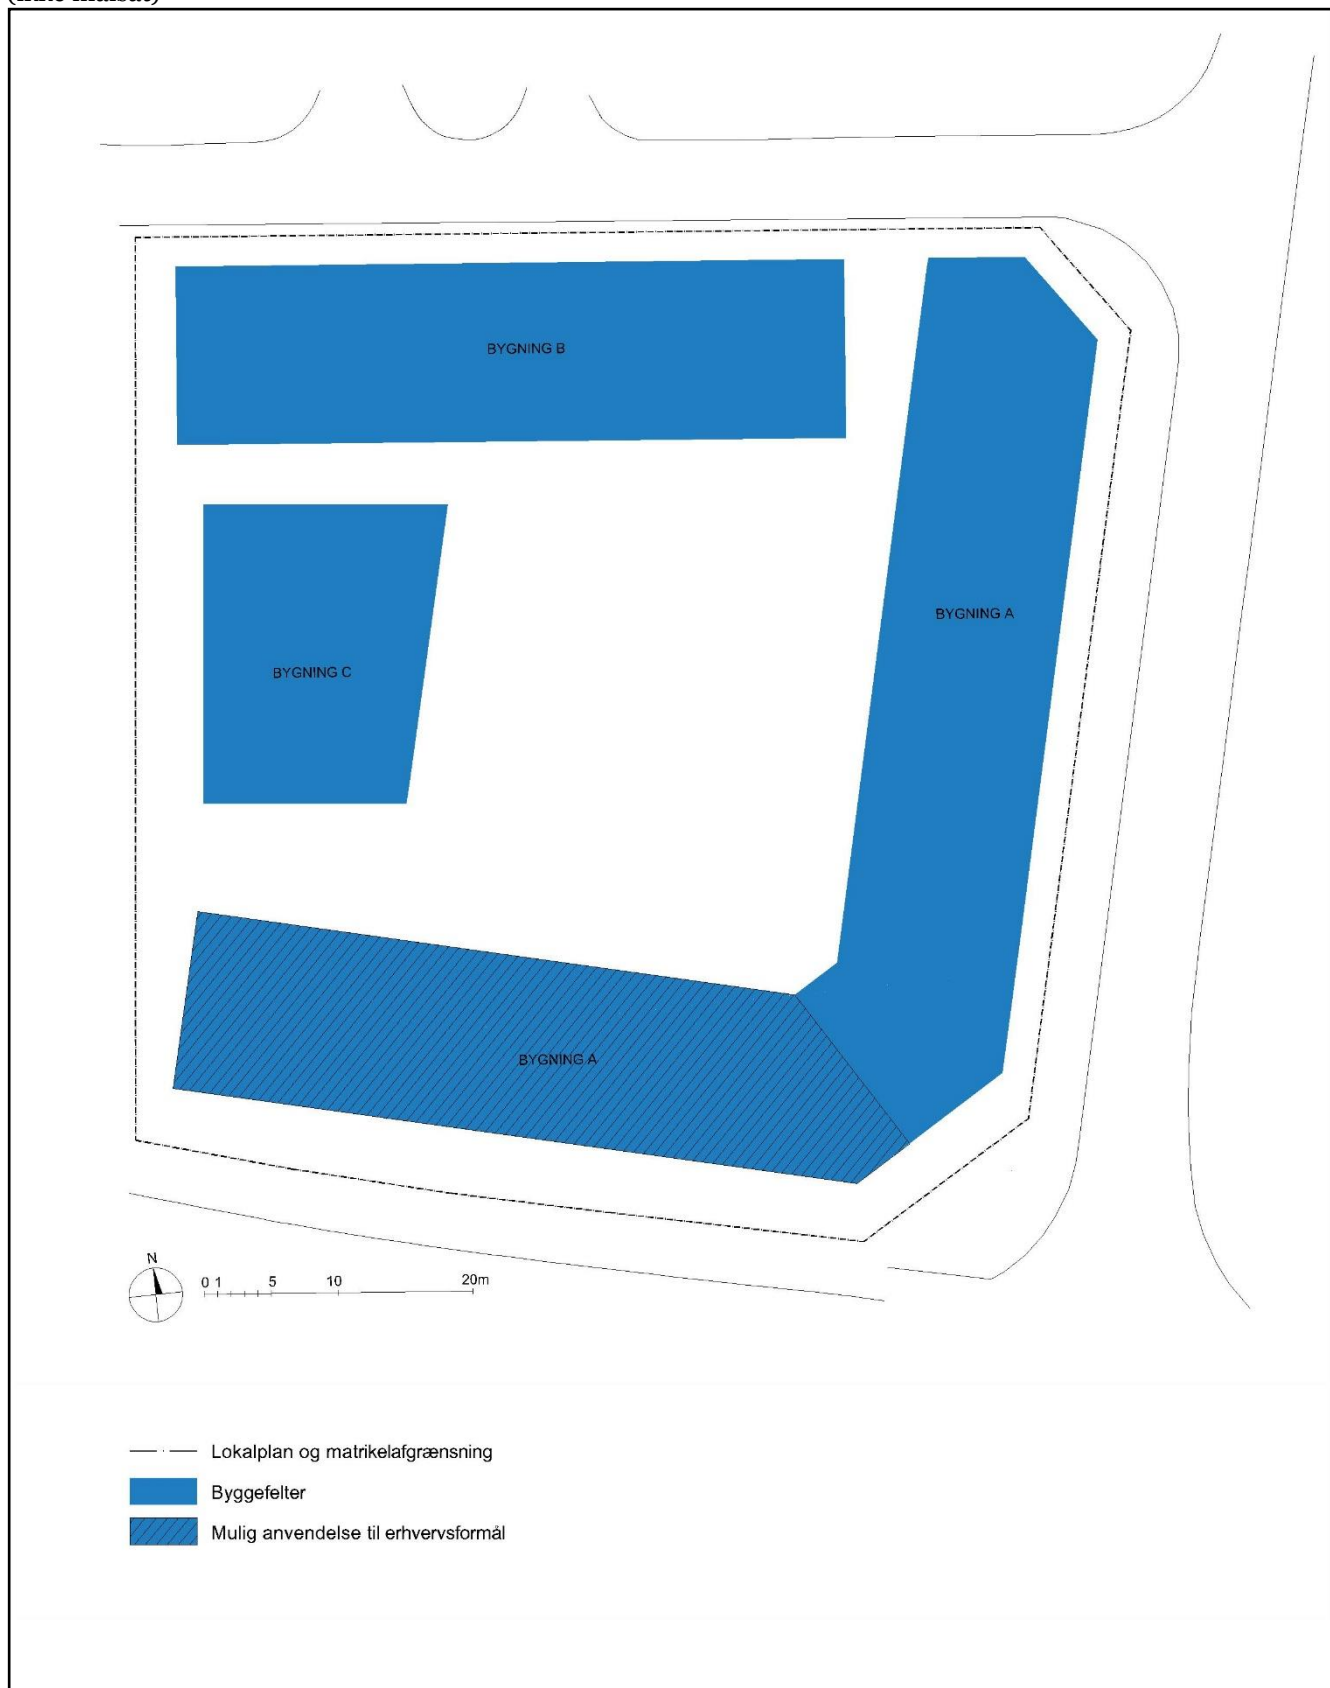 BYGNING B
BYGNING A
BYGNING C
BYGNING A
N
0 1 5 10 20m
Lokalplan og matrikelafgrænsning
Byggefelter
Mulig anvendelse til erhvervsformål